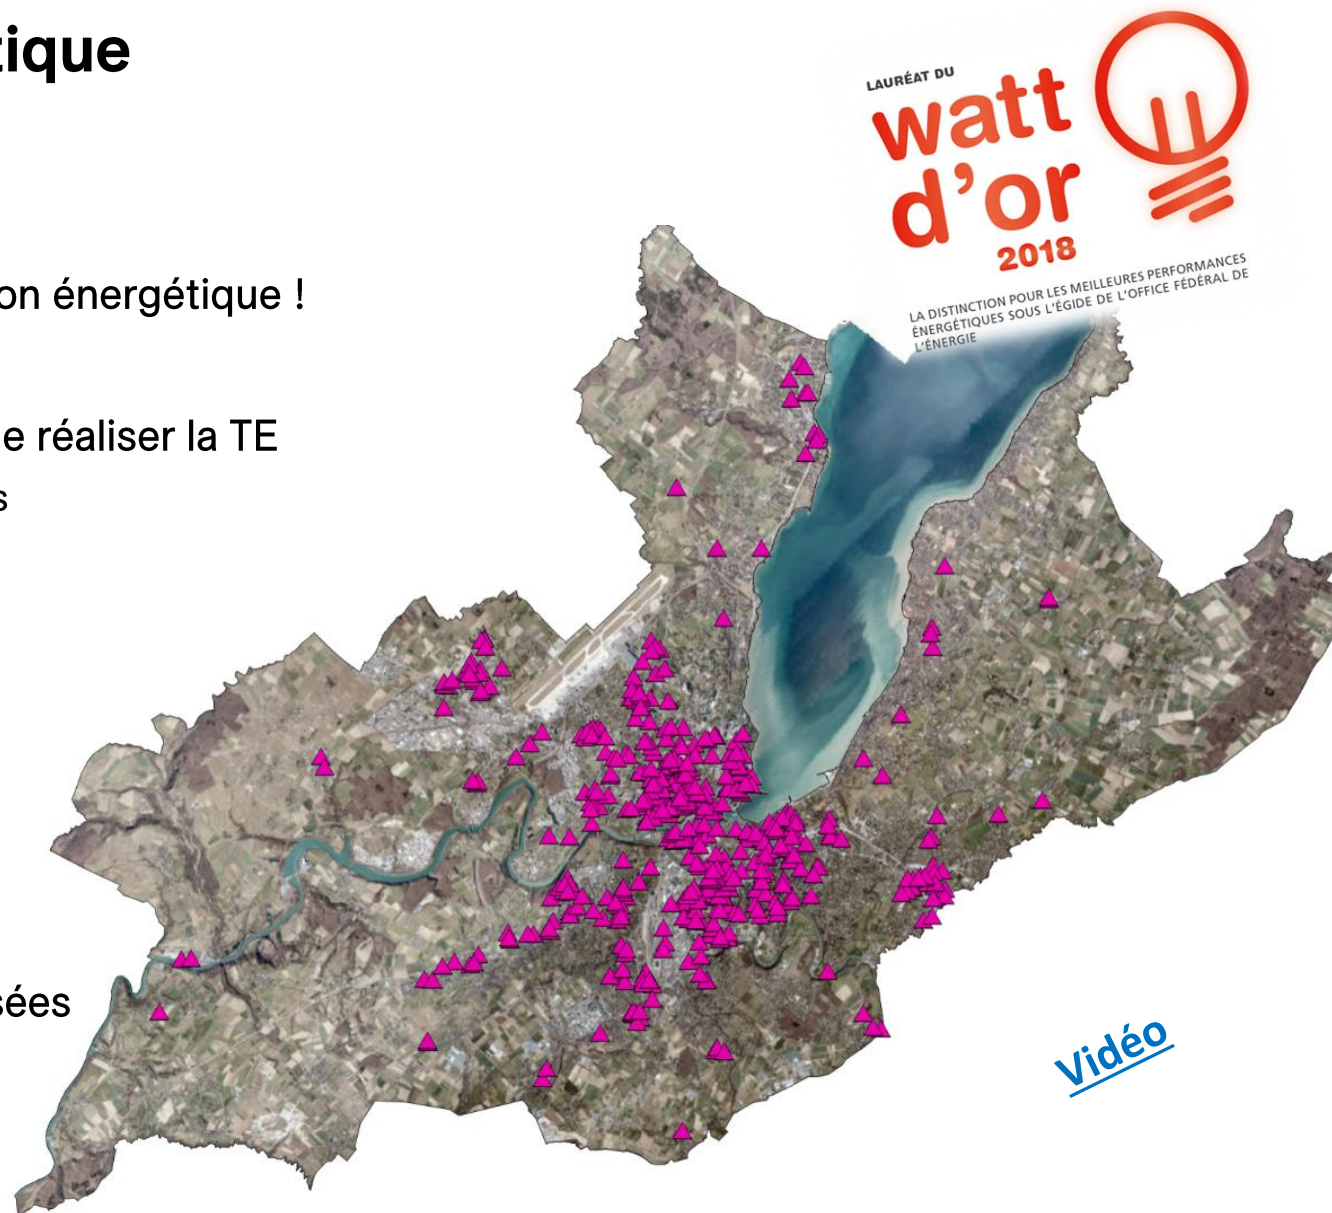 tique
LAURÉAT DU
watt
d'or
2018
LA DISTINCTION POUR LES MEILLEURES PERFORMANCES
ÉNERGÉTIQUES SOUS L'ÉGIDE DE L'OFFICE FÉDÉRAL DE
L'ÉNERGIE
on énergétique !
e réaliser la TE
s
sées
Vidéo